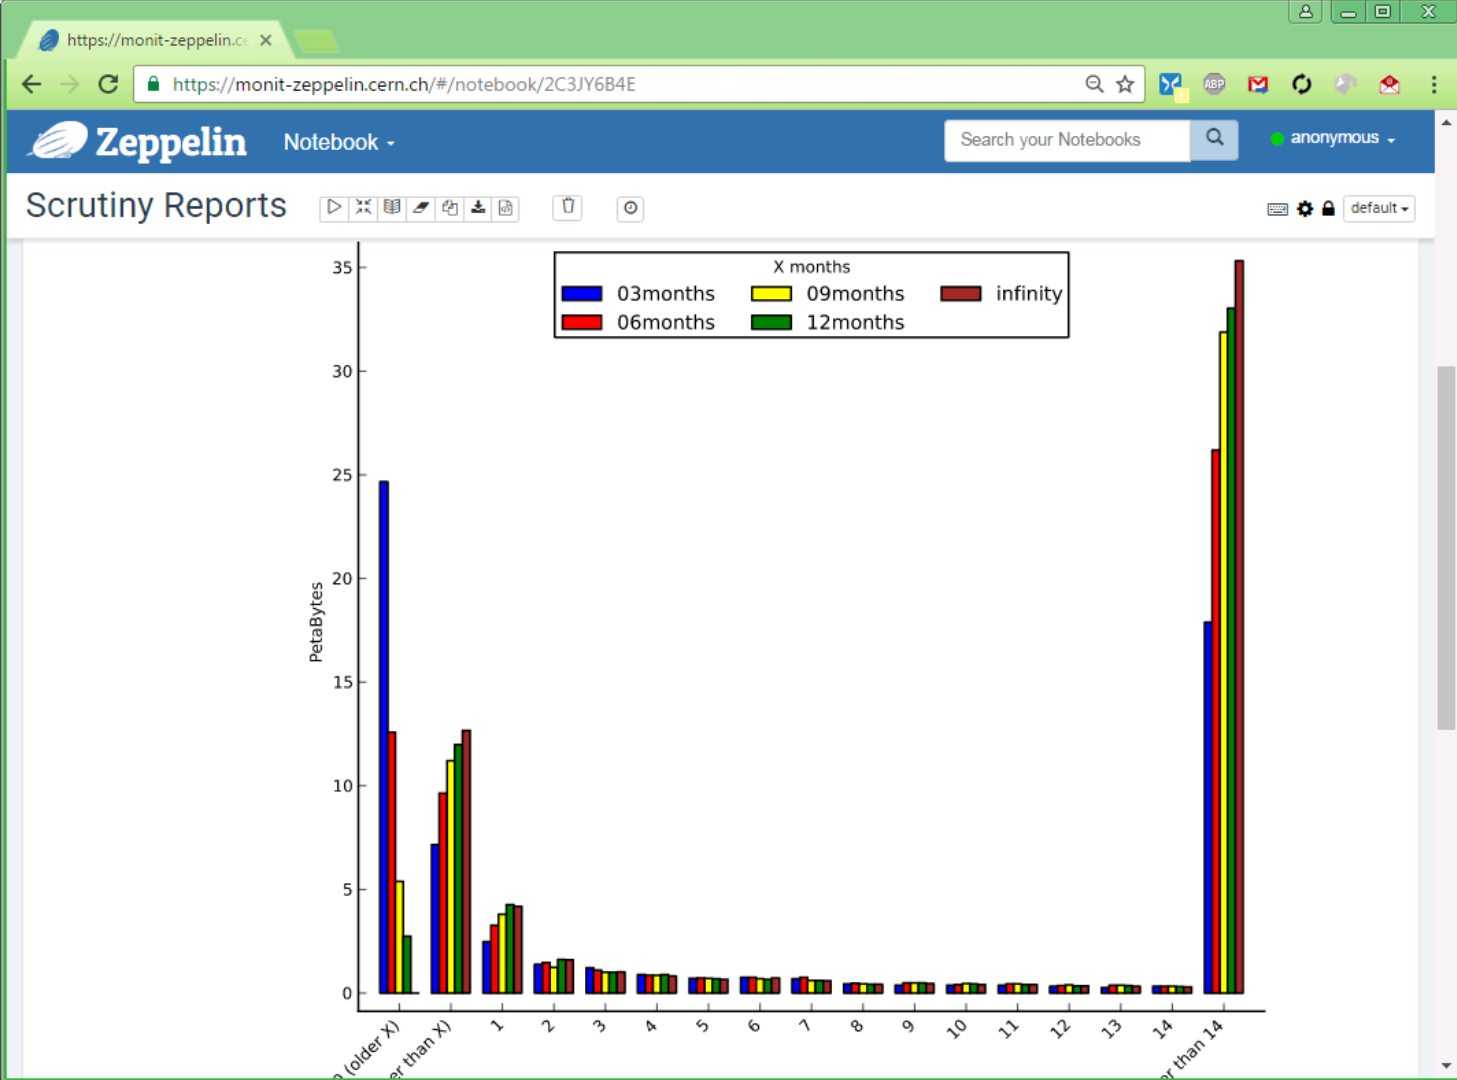 https://monit-zeppelin.c
https://monit-zeppelin.cern.ch/#/notebook/2C3JY6B4E
ABP
Zeppelin
Notebook
Search your Notebooks
anonymous
Scrutiny Reports
default
X months
03months
09months
infinity
06months
12months
35
30
25
20
15
10
5
0
PetaBytes
(older X)
than X)
1
2
3
4
5
6
7
8
9
10
11
12
13
14
than 14